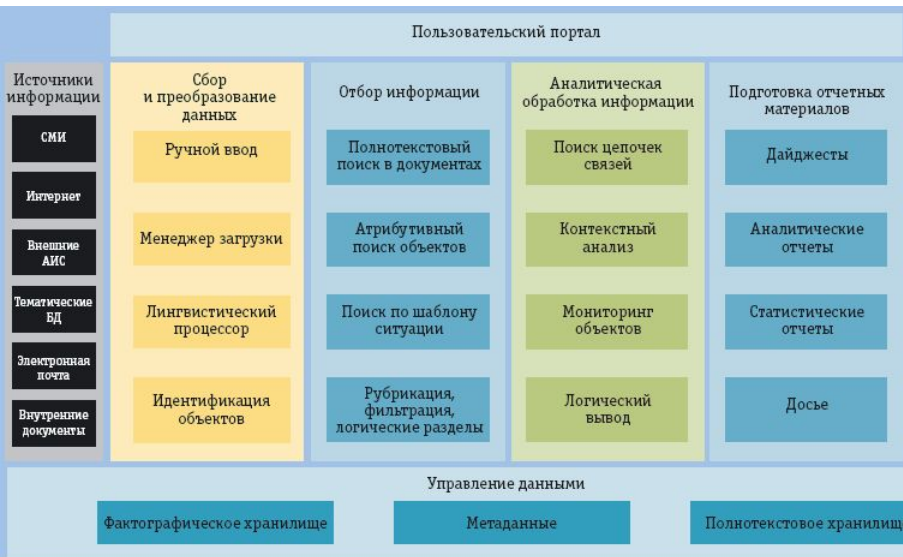 Пользовательский портал
Источники
информации
СМИ
Интернет
Внешние
АИС
Тематические
БД
Электронная
почта
Внутренние
документы
Сбор
и преобразование
данных
Ручной ввод
Менеджер загрузки
Лингвистический
процессор
Идентификация
объектов
Отбор информации
Полнотекстовый
поиск в документах
Атрибутивный
поиск объектов
Поиск по шаблону
ситуации
Рубрикация,
фильтрация,
логические разделы
Аналитическая
обработка информации
Поиск цепочек
связей
Контекстный
анализ
Мониторинг
объектов
Логический
вывод
Подготовка отчетных
материалов
Дайджесты
Аналитические
отчеты
Статистические
отчеты
Досье
Управление данными
Фактографическое хранилище
Метаданные
Полнотекстовое хранилищ